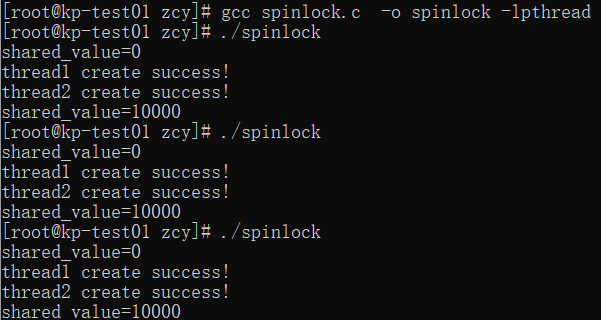 [root@kp-test01 zcy]# gcc spinlock.c  -o spinlock -lpthread
[root@kp-test01 zcy]# ./spinlock
shared_value=0
thread1 create success!
thread2 create success!
shared_value=10000
[root@kp-test01 zcy]# ./spinlock
shared_value=0
thread1 create success!
thread2 create success!
shared_value=10000
[root@kp-test01 zcy]# ./spinlock
shared_value=0
thread1 create success!
thread2 create success!
shared_value=10000